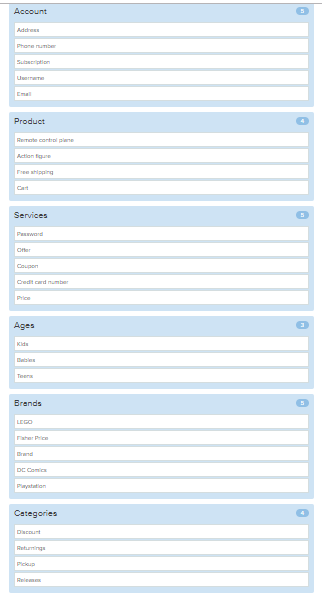 Account 5
Address
Phone number
Subscription
Username
Email
Product 4
Remote control plane
Action figure
Free shipping
Cart
Services 5
Password
Offer
Coupon
Credit card number
Price
Ages 3
Kids
Babies
Teens
Brands 5
LEGO
Fisher Price
Brand
DC Comics
Playstation
Categories 4
Discount
Returnings
Pickup
Releases